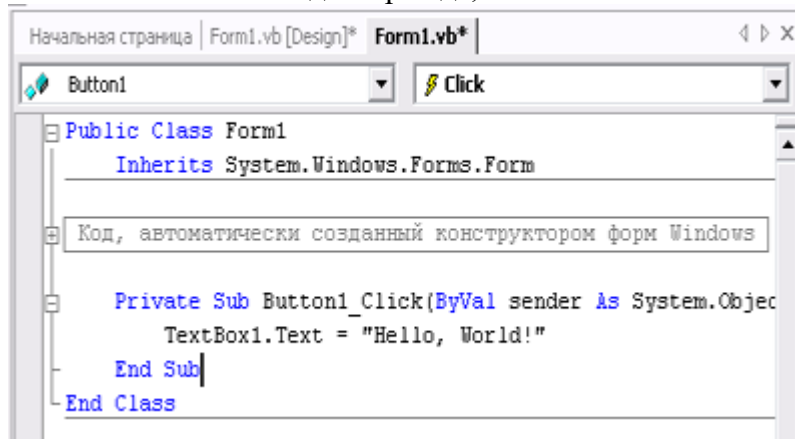 Начальная страница Form1.vb [Design]* Form1.vb*
Button1 Click
Public Class Form1
Inherits System.Windows.Forms.Form
Код, автоматически созданный конструктором форм Windows
Private Sub Button1_Click(ByVal sender As System.Objec
TextBox1.Text = "Hello, World!"
End Sub
End Class